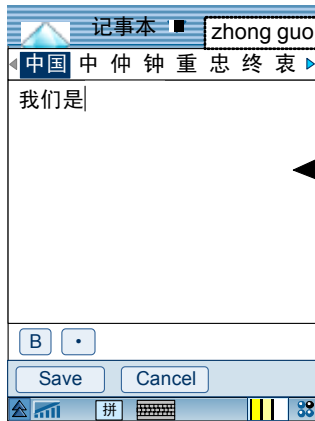 记事本 zhong guo
中国 中 仲 钟 重 忠 终 衷
我们是
B •
Save Cancel
拼